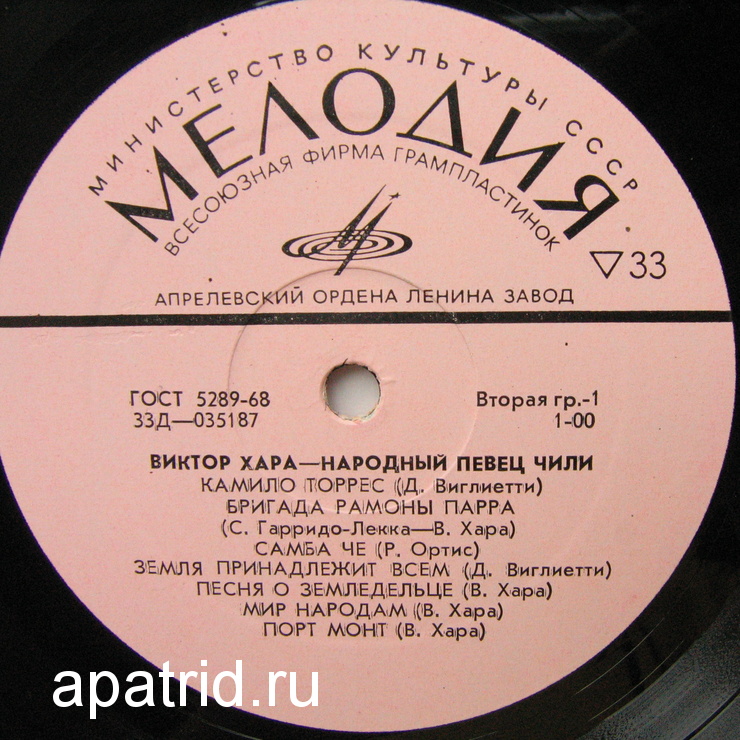 МИНИСТЕРСТВО КУЛЬТУРЫ СССР
МЕЛОДИЯ
ВСЕСОЮЗНАЯ ФИРМА ГРАМПЛАСТИНОК
▽33
АПРЕЛЕВСКИЙ ОРДЕНА ЛЕНИНА ЗАВОД
ГОСТ 5289-68 Вторая гр.-1
33Д—035187 1-00
ВИКТОР ХАРА—НАРОДНЫЙ ПЕВЕЦ ЧИЛИ
КАМИЛО ТОРРЕС (Д. Виглиетти)
БРИГАДА РАМОНЫ ПАРРА
(С. Гарридо-Лекка—В. Хара)
САМБА ЧЕ (Р. Ортис)
ЗЕМЛЯ ПРИНАДЛЕЖИТ ВСЕМ (Д. Виглиетти)
ПЕСНЯ О ЗЕМЛЕДЕЛЬЦЕ (В. Хара)
МИР НАРОДАМ (В. Хара)
ПОРТ МОНТ (В. Хара)
apatrid.ru